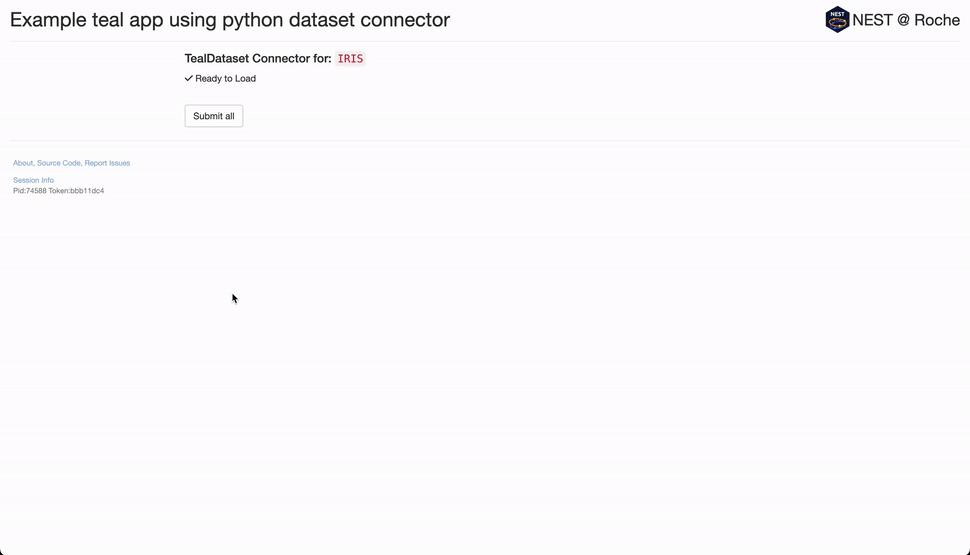 Example teal app using python dataset connector
NEST
NEST @ Roche
TealDataset Connector for: IRIS
Ready to Load
Submit all
About, Source Code, Report Issues
Session Info
Pid:74588 Token:bbb11dc4